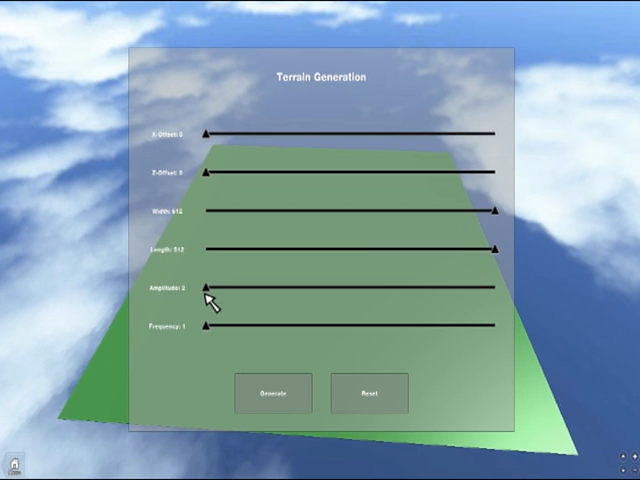 Terrain Generation
X-Offset: 0
Z-Offset: 0
Width: 512
Length: 512
Amplitude: 2
Frequency: 1
Generate
Reset